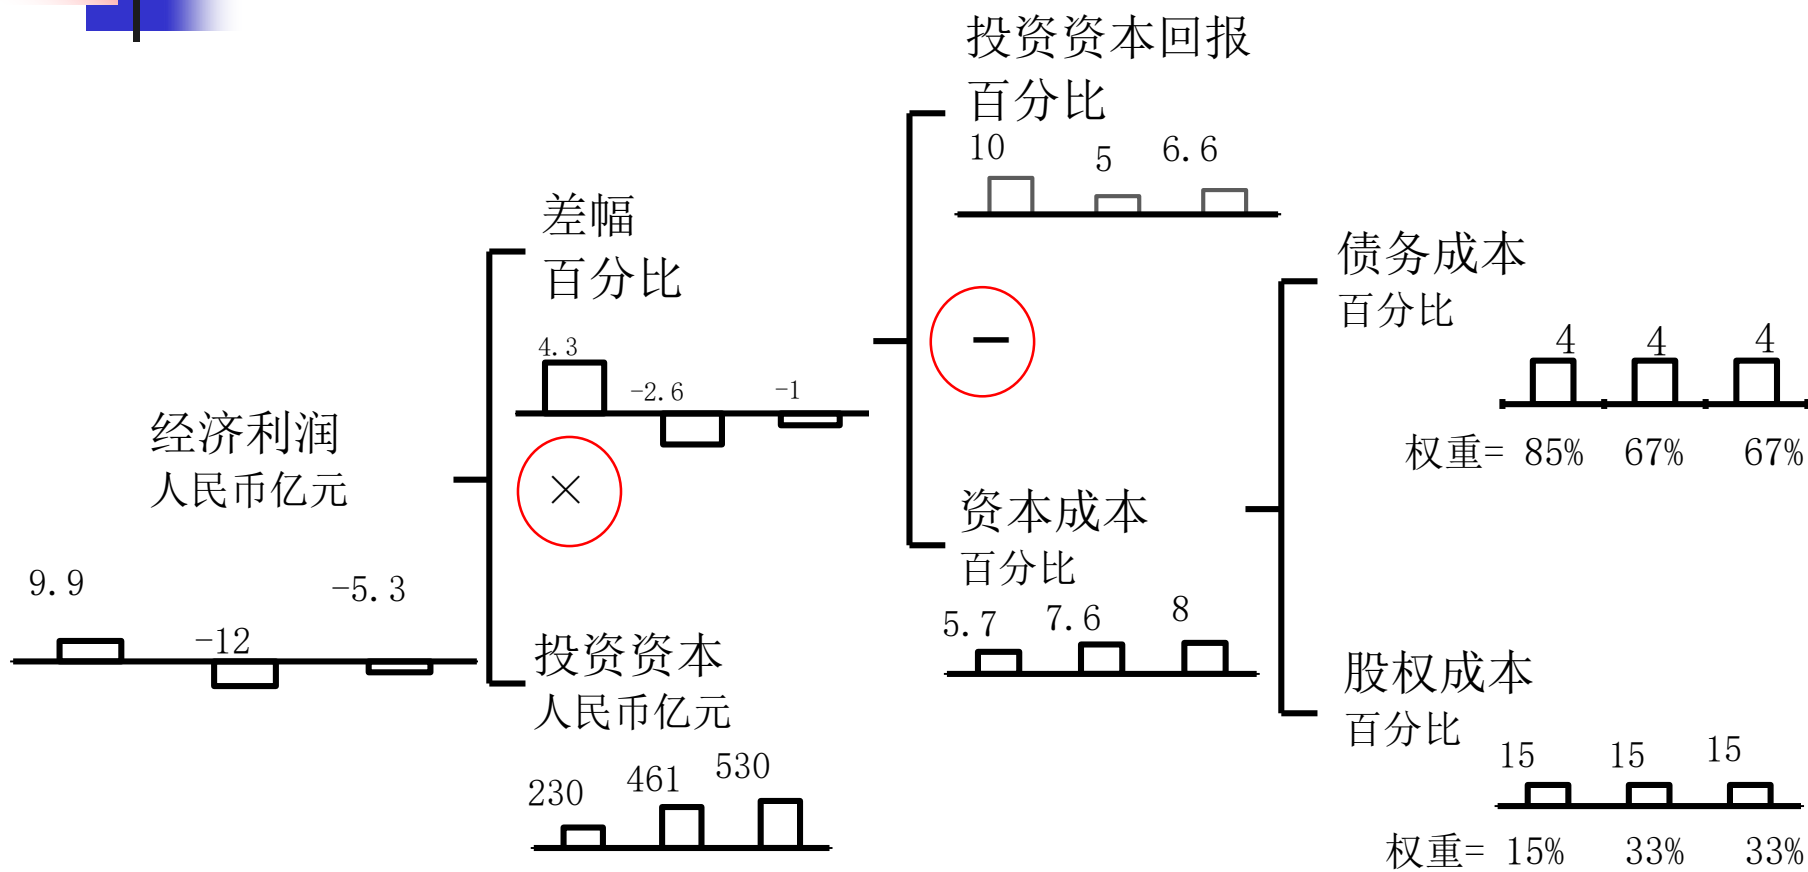 投资资本回报
百分比
10 5 6.6
差幅
百分比
4.3 -2.6 -1
—
债务成本
百分比
4 4 4
权重= 85% 67% 67%
经济利润
人民币亿元
9.9 -12 -5.3
×
资本成本
百分比
5.7 7.6 8
投资资本
人民币亿元
230 461 530
股权成本
百分比
15 15 15
权重= 15% 33% 33%